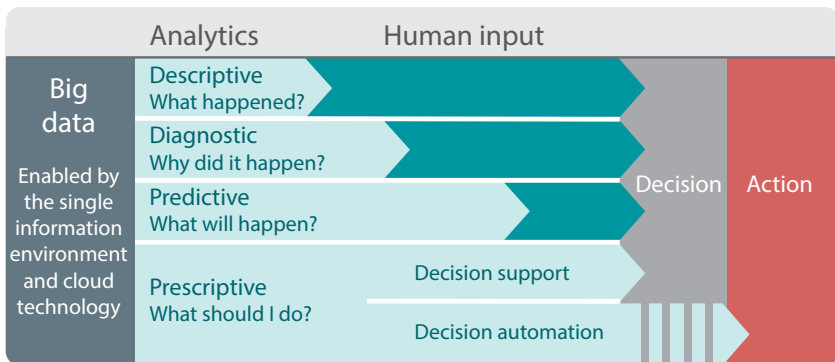 Analytics
Human input
Big
data
Enabled by
the single
information
environment
and cloud
technology
Descriptive
What happened?
Diagnostic
Why did it happen?
Predictive
What will happen?
Prescriptive
What should I do?
Decision support
Decision automation
Decision
Action